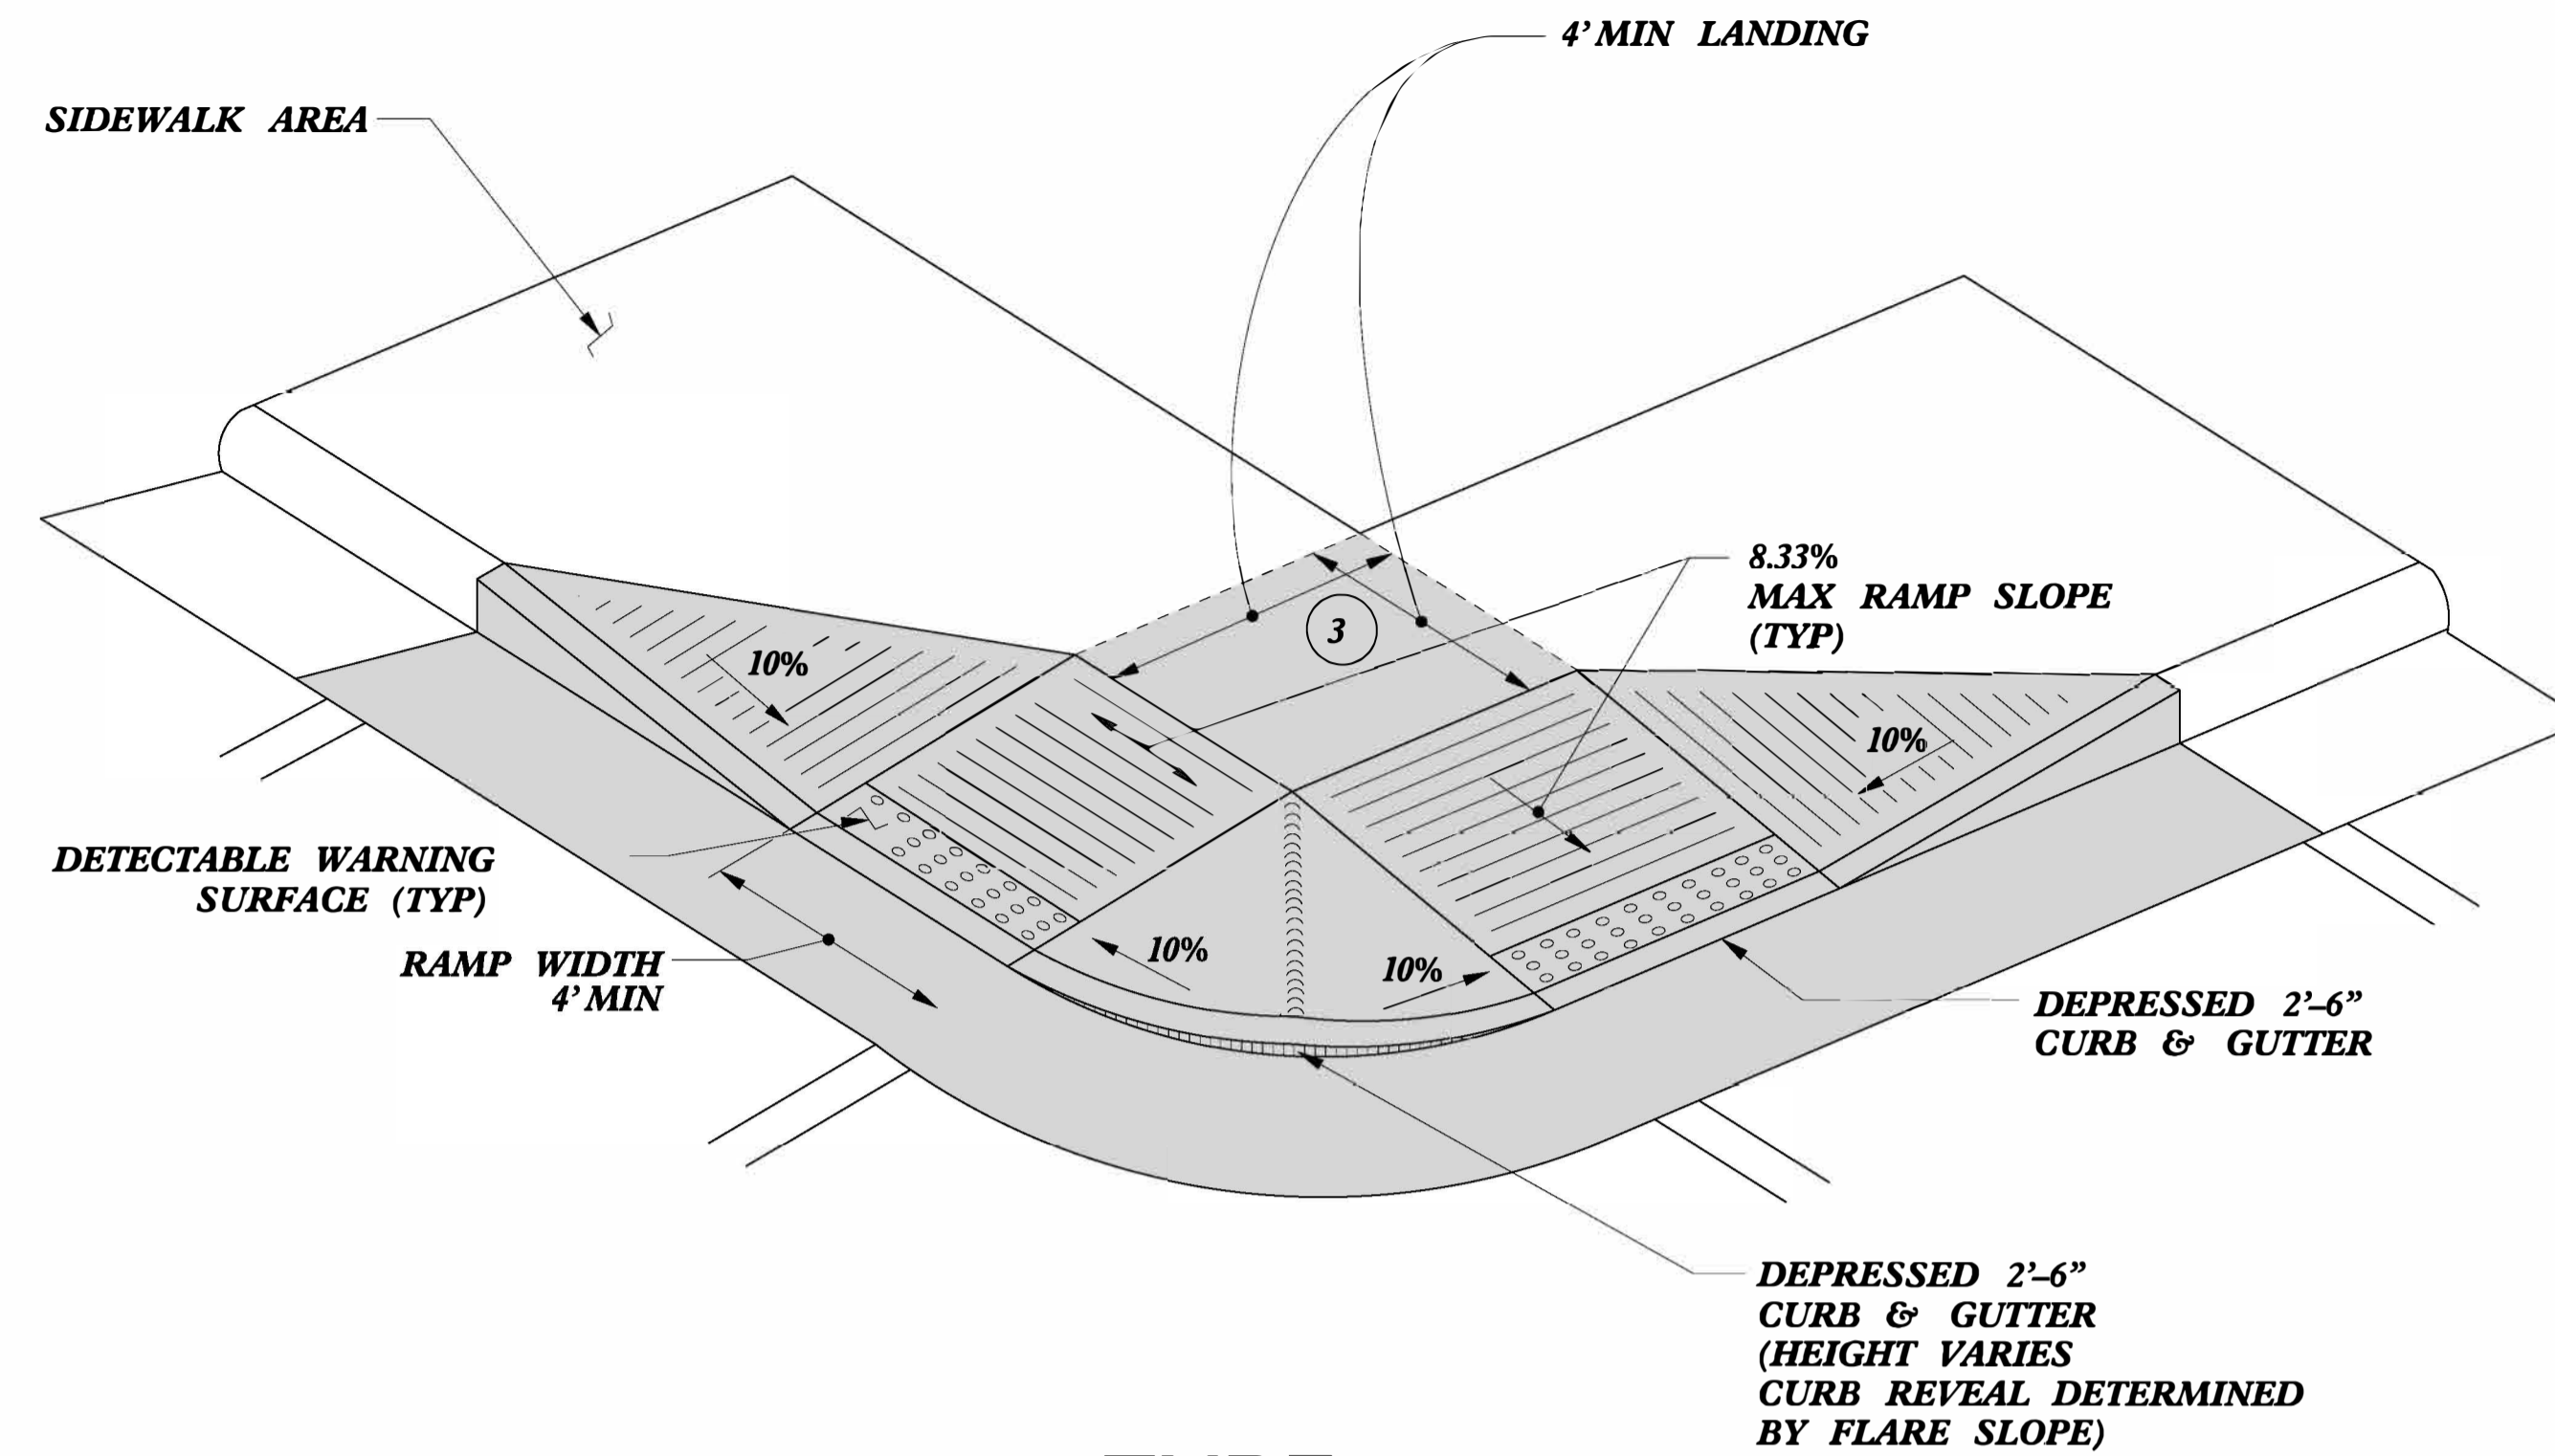 4' MIN LANDING
SIDEWALK AREA
8.33%
MAX RAMP SLOPE
(TYP)
3
10%
10%
DETECTABLE WARNING
SURFACE (TYP)
10%
10%
RAMP WIDTH
4' MIN
DEPRESSED 2'–6"
CURB & GUTTER
DEPRESSED 2'–6"
CURB & GUTTER
(HEIGHT VARIES
CURB REVEAL DETERMINED
BY FLARE SLOPE)